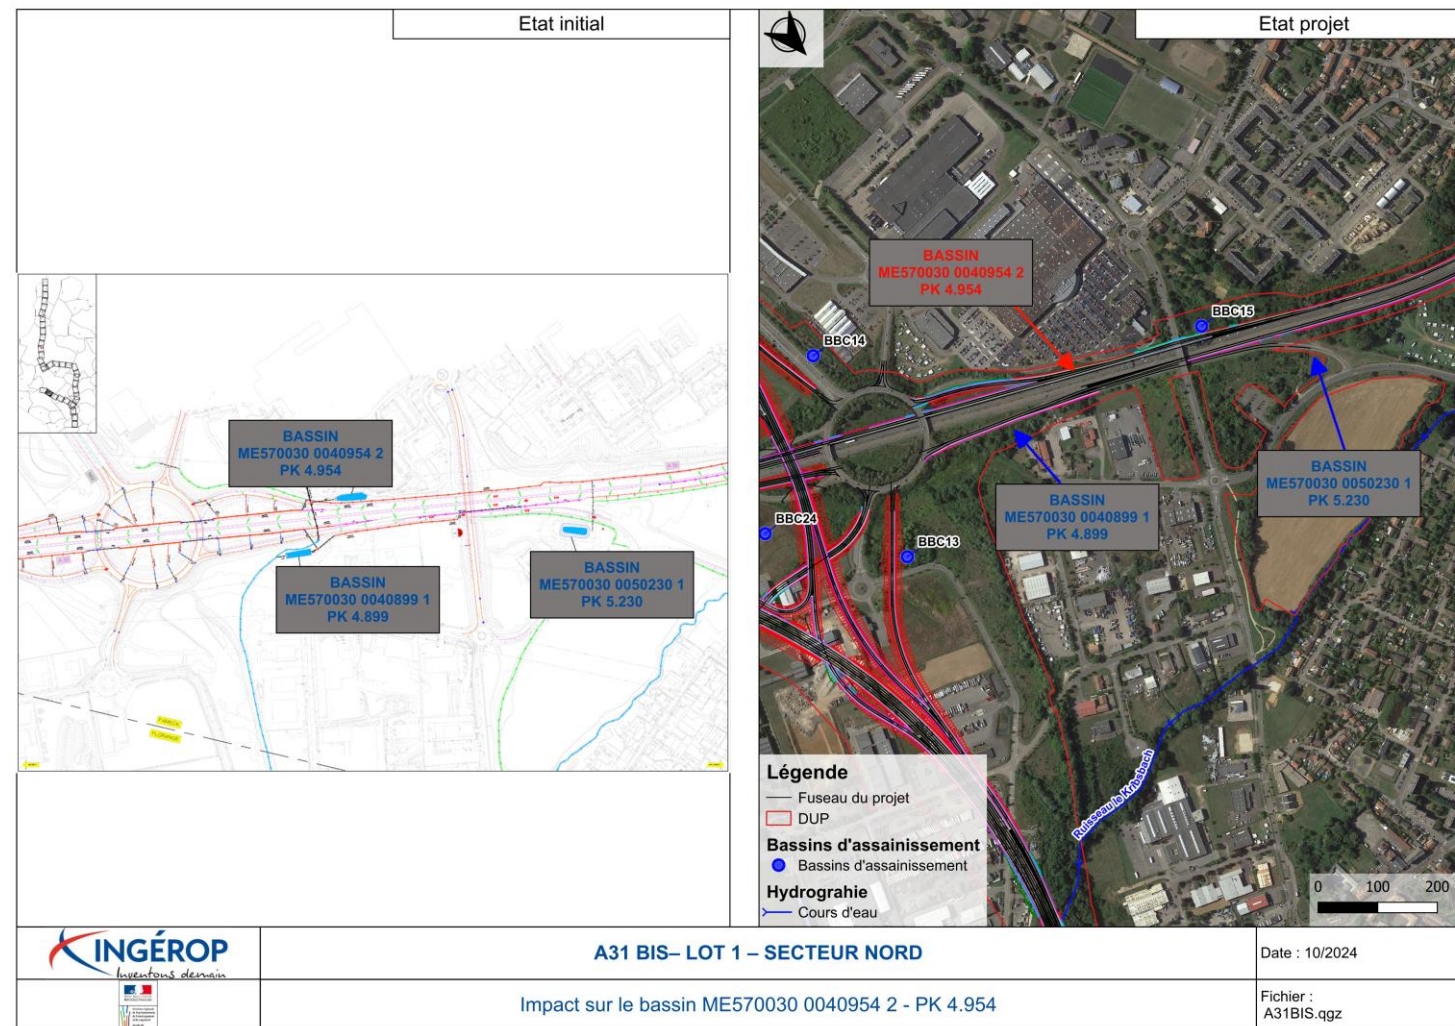 Etat initial
BASSIN
ME570030 0040954 2
PK 4.954
BASSIN
ME570030 0040899 1
PK 4.899
BASSIN
ME570030 0050230 1
PK 5.230
FAMECK
FLORANGE
Etat projet
BASSIN
ME570030 0040954 2
PK 4.954
BBC15
BBC14
BASSIN
ME570030 0050230 1
PK 5.230
BASSIN
ME570030 0040899 1
PK 4.899
BBC24
BBC13
Ruisseau le Kribsbach
Légende
Fuseau du projet
DUP
Bassins d'assainissement
Bassins d'assainissement
Hydrograhie
Cours d'eau
0 100 200
INGÉROP
Inventons demain
A31 BIS– LOT 1 – SECTEUR NORD
Date : 10/2024
Impact sur le bassin ME570030 0040954 2 - PK 4.954
Fichier :
A31BIS.qgz